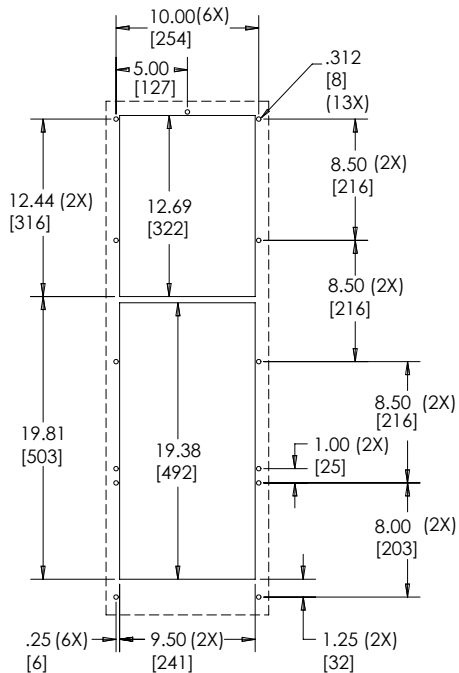 10.00(6X)
[254]
5.00
[127]
.312
[8]
(13X)
12.44 (2X)
[316]
12.69
[322]
8.50 (2X)
[216]
8.50 (2X)
[216]
19.81
[503]
19.38
[492]
8.50 (2X)
[216]
1.00 (2X)
[25]
8.00 (2X)
[203]
.25 (6X)
[6]
9.50 (2X)
[241]
1.25 (2X)
[32]